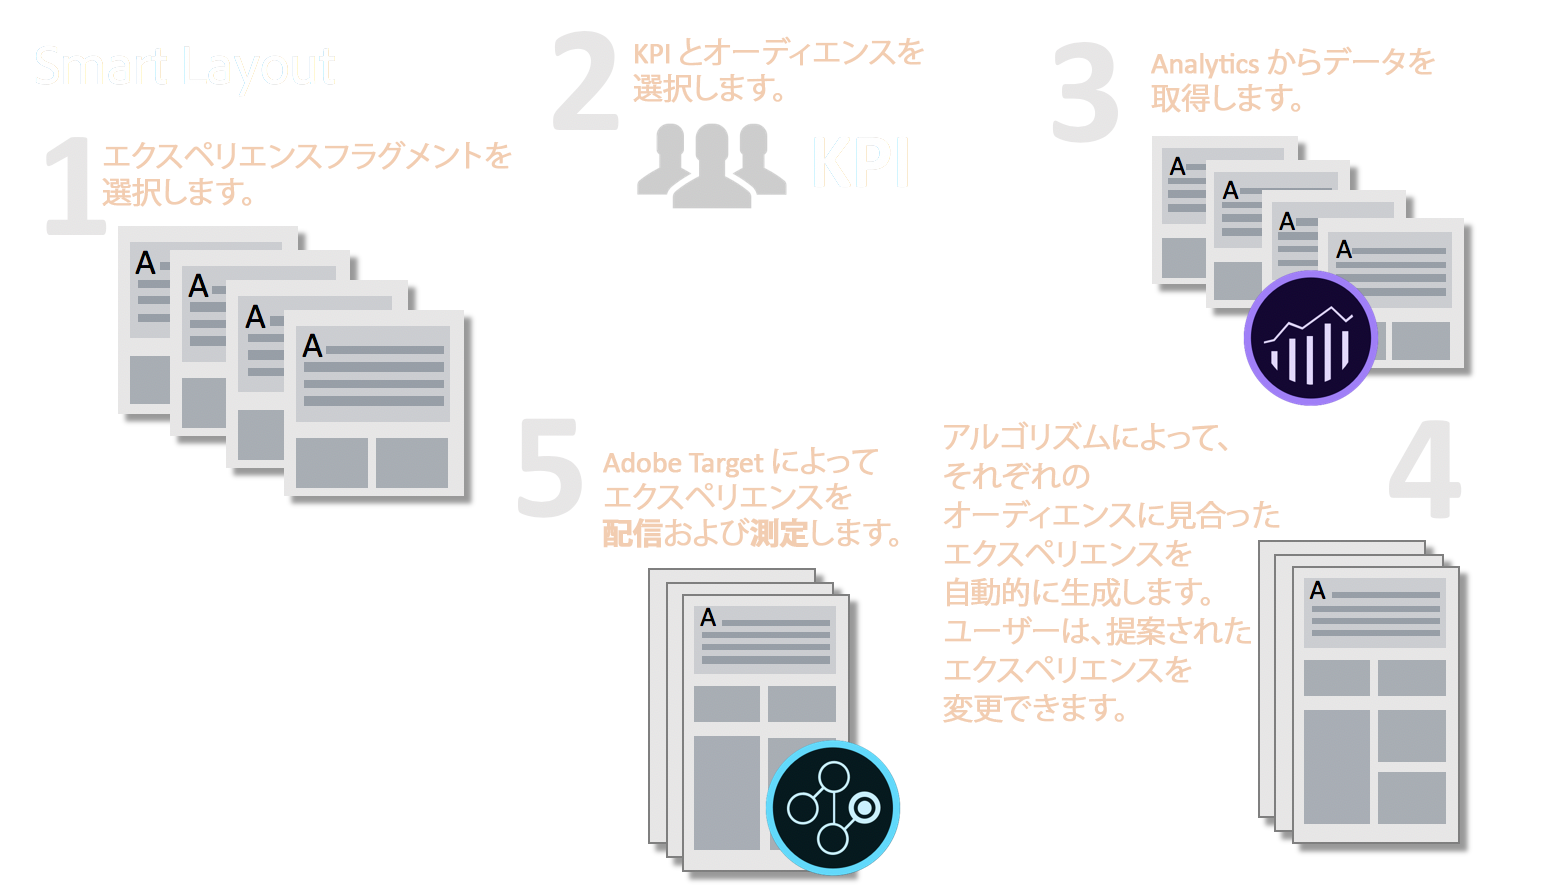 Smart Layout
1
エクスペリエンスフラグメントを
選択します。
A
A
A
A
2
KPI とオーディエンスを
選択します。
KPI
3
Analytics からデータを
取得します。
A
A
A
A
4
アルゴリズムによって、
それぞれの
オーディエンスに見合った
エクスペリエンスを
自動的に生成します。
ユーザーは、提案された
エクスペリエンスを
変更できます。
A
5
Adobe Target によって
エクスペリエンスを
配信および測定します。
A